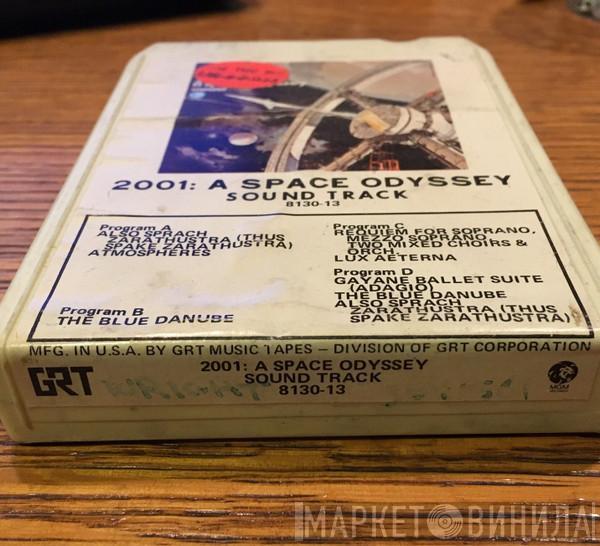 2001: A SPACE ODYSSEY
SOUND TRACK
8130-13
Program A
ALSO SPRACH
ZARATHUSTRA (THUS
SPAKE ZARATHUSTRA)
ATMOSPHERES
Program B
THE BLUE DANUBE
Program C
REQUIEM FOR SOPRANO,
MEZZO SOPRANO,
TWO MIXED CHOIRS &
ORCH.
LUX AETERNA
Program D
GAYANE BALLET SUITE
(ADAGIO)
THE BLUE DANUBE
ALSO SPRACH
ZARATHUSTRA (THUS
SPAKE ZARATHUSTRA)
MFG. IN U.S.A. BY GRT MUSIC TAPES – DIVISION OF GRT CORPORATION
GRT
2001: A SPACE ODYSSEY
SOUND TRACK
8130-13
MGM
МАРКЕТ ВИНИЛА